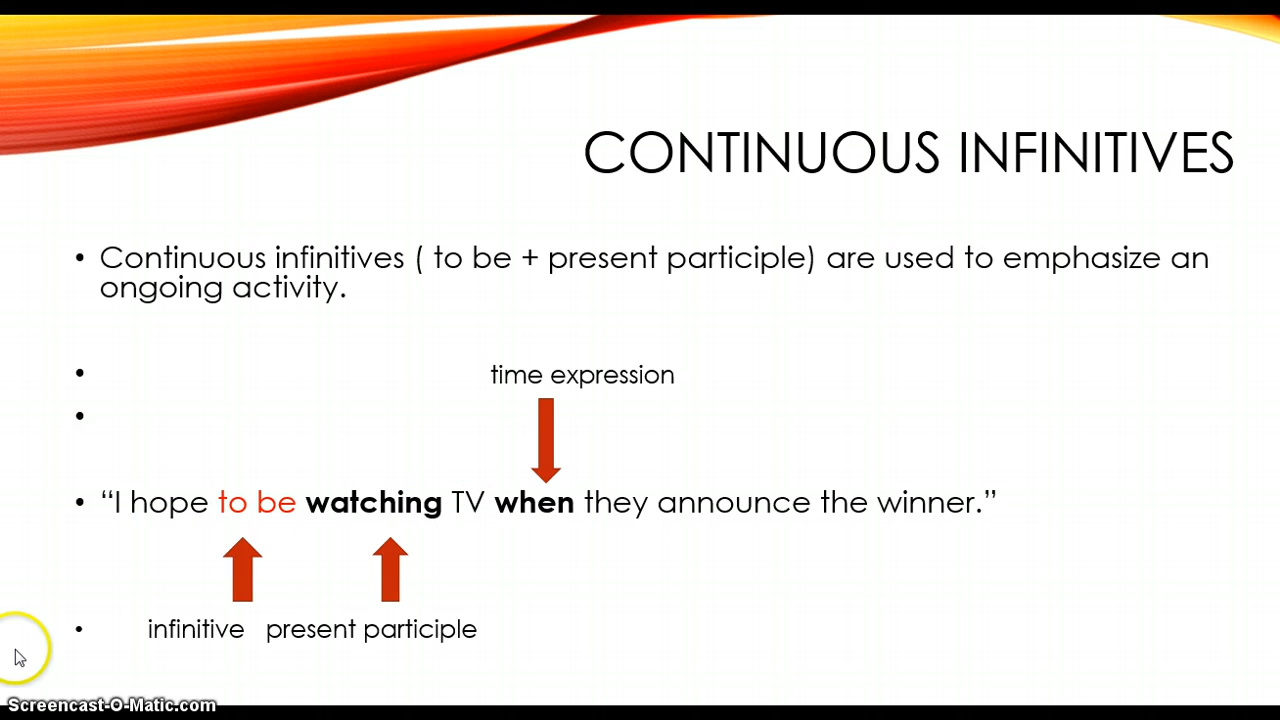 CONTINUOUS INFINITIVES
• Continuous infinitives ( to be + present participle) are used to emphasize an
ongoing activity.
• time expression
•
• “I hope to be watching TV when they announce the winner.”
• infinitive present participle
Screencast-O-Matic.com